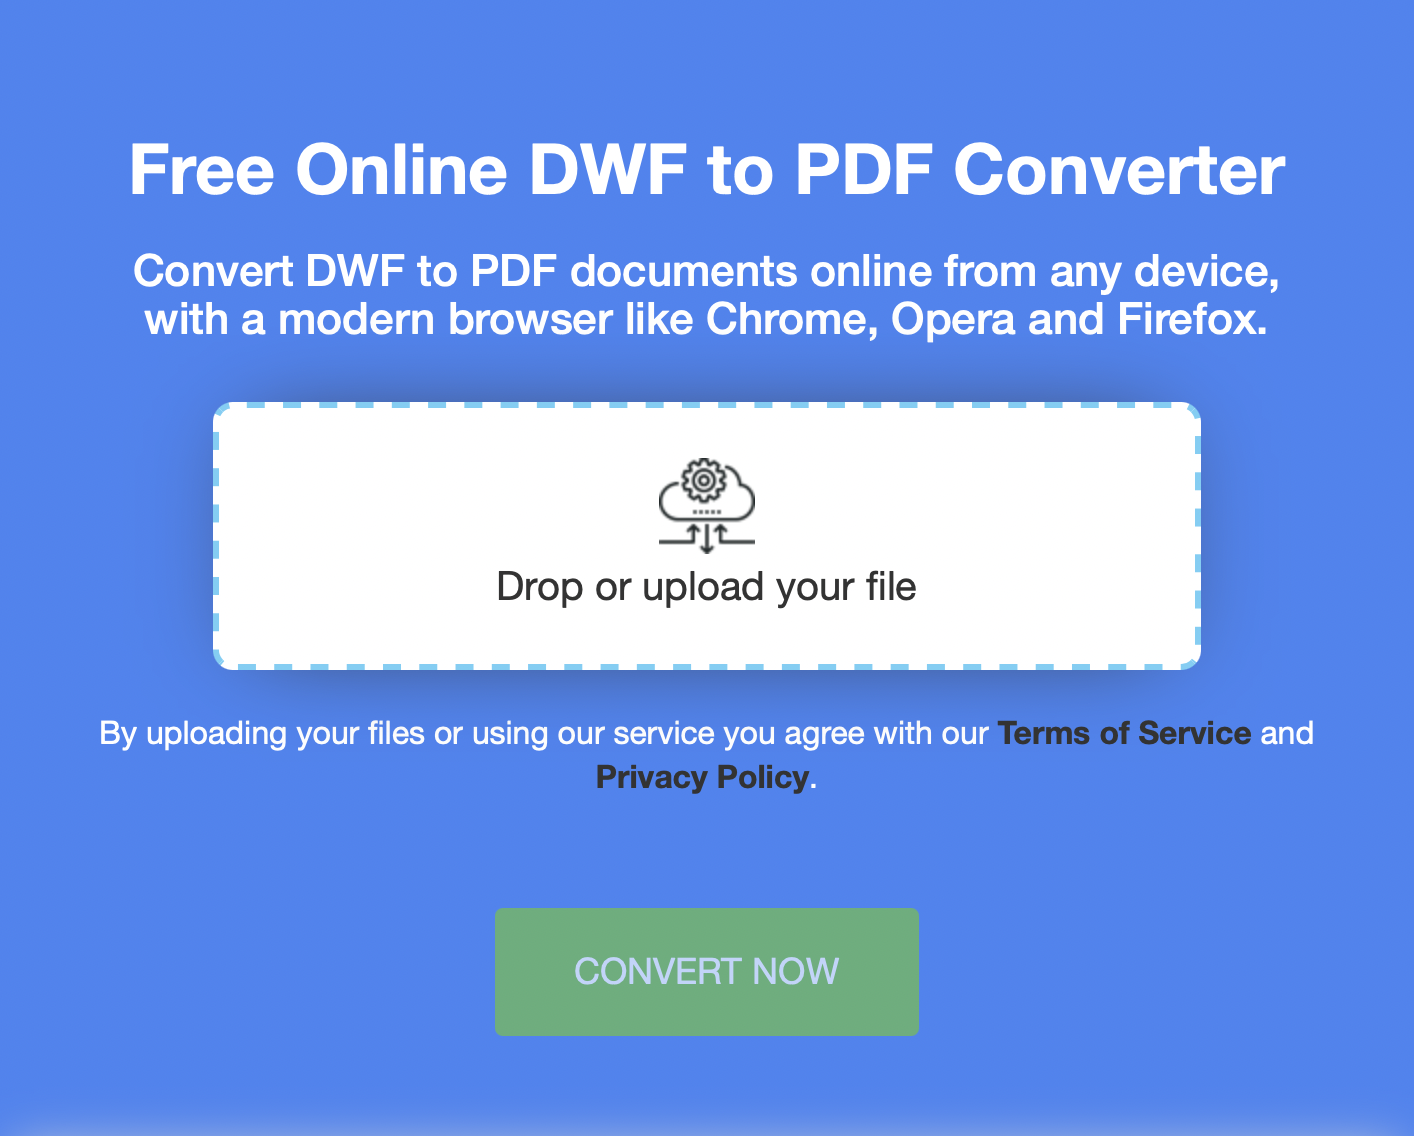 Free Online DWF to PDF Converter
Convert DWF to PDF documents online from any device,
with a modern browser like Chrome, Opera and Firefox.
Drop or upload your file
By uploading your files or using our service you agree with our Terms of Service and
Privacy Policy.
CONVERT NOW